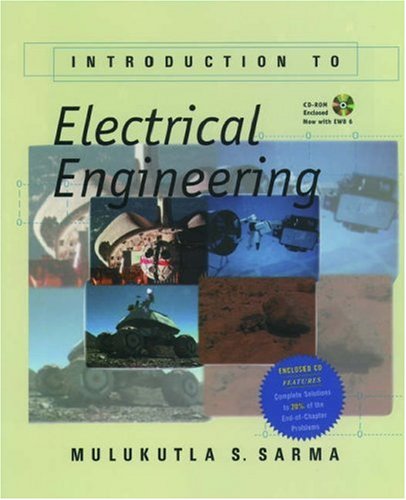 INTRODUCTION TO
CD-ROM
Enclosed
Now with EWB 6
Electrical
Engineering
ENCLOSED CD
FEATURES
Complete Solutions
to 20% of the
End-of-Chapter
Problems
MULUKUTLA S. SARMA